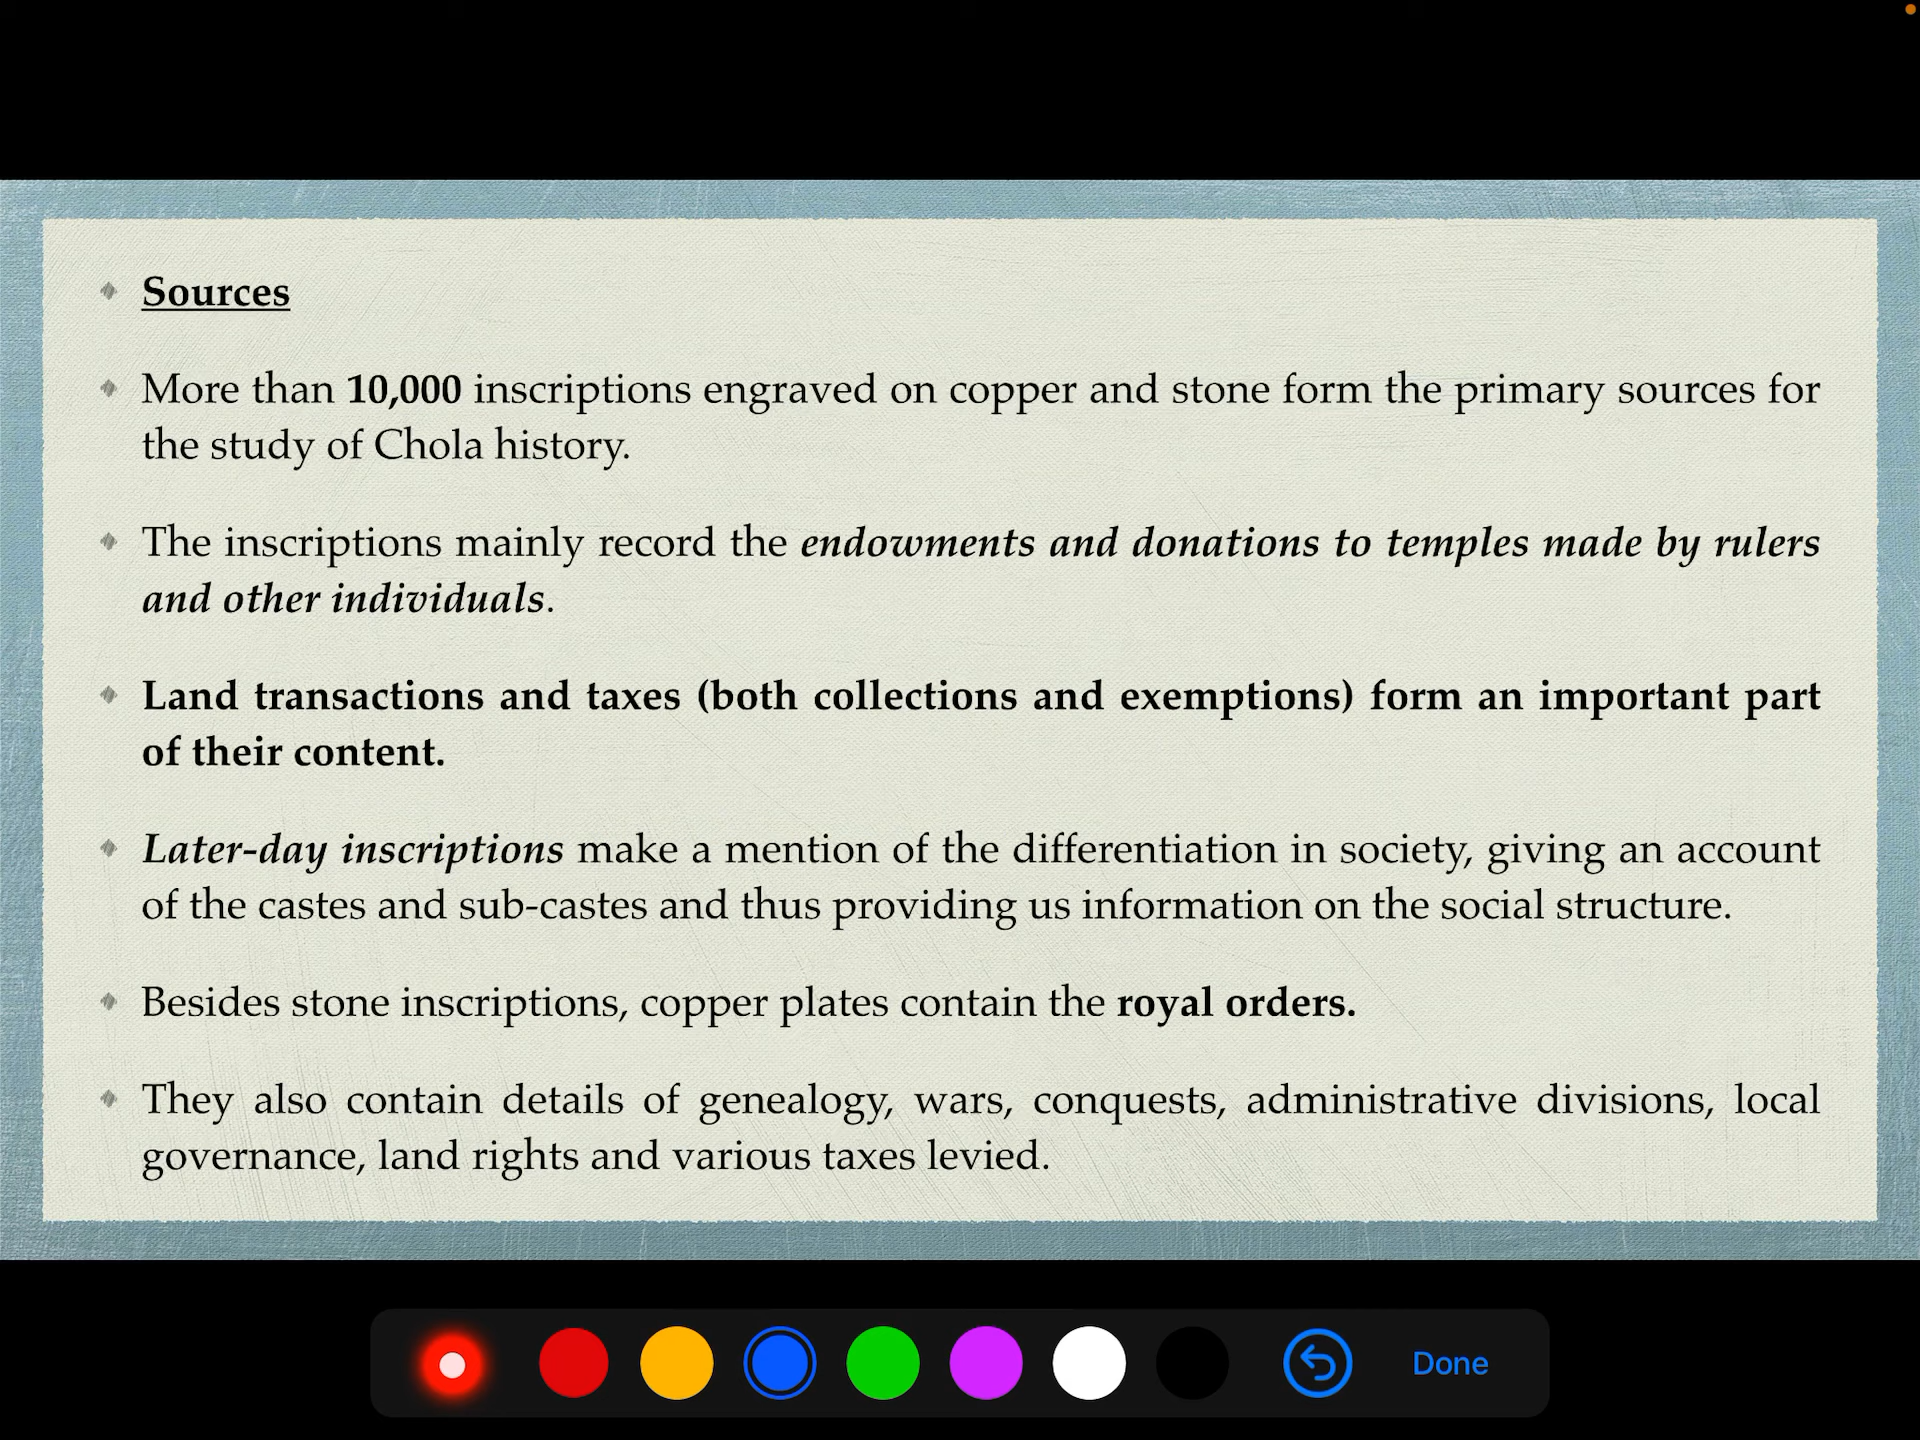 Sources
More than 10,000 inscriptions engraved on copper and stone form the primary sources for
the study of Chola history.
The inscriptions mainly record the endowments and donations to temples made by rulers
and other individuals.
Land transactions and taxes (both collections and exemptions) form an important part
of their content.
Later-day inscriptions make a mention of the differentiation in society, giving an account
of the castes and sub-castes and thus providing us information on the social structure.
Besides stone inscriptions, copper plates contain the royal orders.
They also contain details of genealogy, wars, conquests, administrative divisions, local
governance, land rights and various taxes levied.
Done